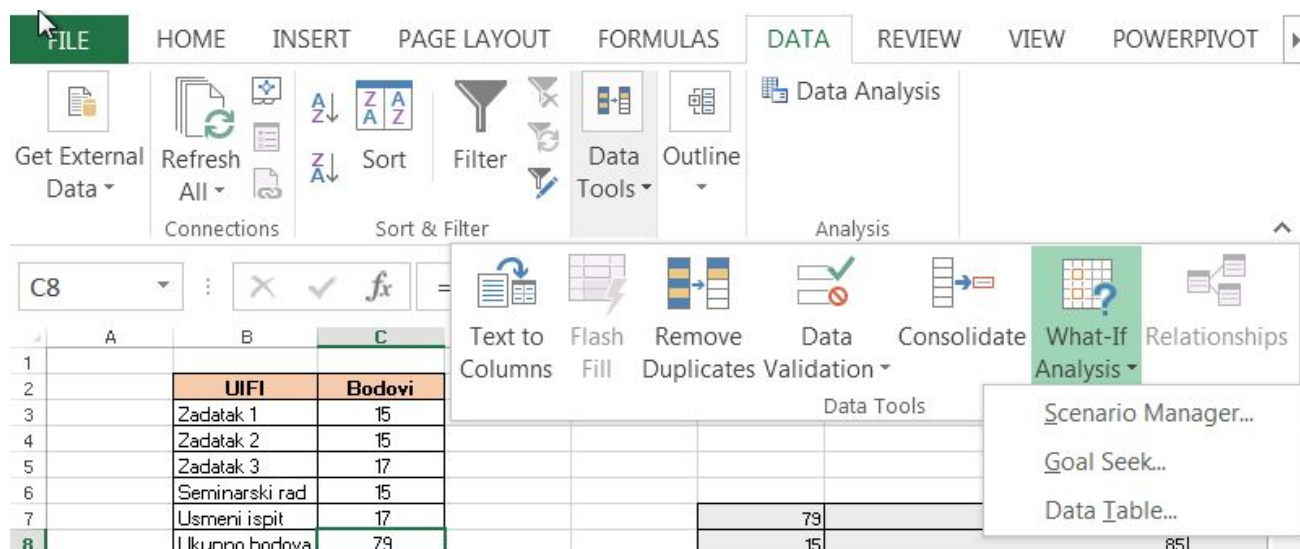 FILE HOME INSERT PAGE LAYOUT FORMULAS DATA REVIEW VIEW POWERPIVOT
Get External Data
Refresh All
Connections
A Z
Z A
Z A A Z
Sort
Filter
Sort & Filter
Data Tools
Outline
Data Analysis
Analysis
C8 fx =
Text to Columns
Flash Fill
Remove Duplicates
Data Validation
Consolidate
What-If Analysis
Relationships
Data Tools
Scenario Manager...
Goal Seek...
Data Table...
A B C
1
2 UIFI Bodovi
3 Zadatak 1 15
4 Zadatak 2 15
5 Zadatak 3 17
6 Seminarski rad 15
7 Usmeni ispit 17 79
8 Ukupno bodova 79 15 85